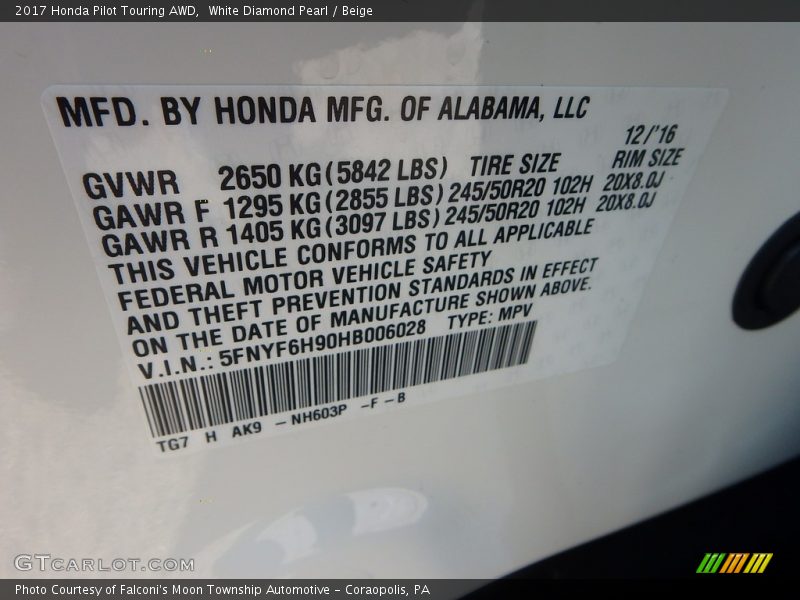 2017 Honda Pilot Touring AWD,  White Diamond Pearl / Beige
MFD. BY HONDA MFG. OF ALABAMA, LLC
12/'16
GVWR 2650 KG (5842 LBS) TIRE SIZE RIM SIZE
GAWR F 1295 KG (2855 LBS) 245/50R20 102H 20X8.0J
GAWR R 1405 KG (3097 LBS) 245/50R20 102H 20X8.0J
THIS VEHICLE CONFORMS TO ALL APPLICABLE
FEDERAL MOTOR VEHICLE SAFETY
AND THEFT PREVENTION STANDARDS IN EFFECT
ON THE DATE OF MANUFACTURE SHOWN ABOVE.
V.I.N.: 5FNYF6H90HB006028 TYPE: MPV
TG7 H AK9 - NH603P -F-B
GTCARLOT.COM
Photo Courtesy of Falconi's Moon Township Automotive - Coraopolis, PA